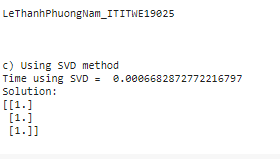 LeThanhPhuongNam_ITITWE19025
c) Using SVD method
Time using SVD =  0.0006682872772216797
Solution:
[[1.]
 [1.]
 [1.]]